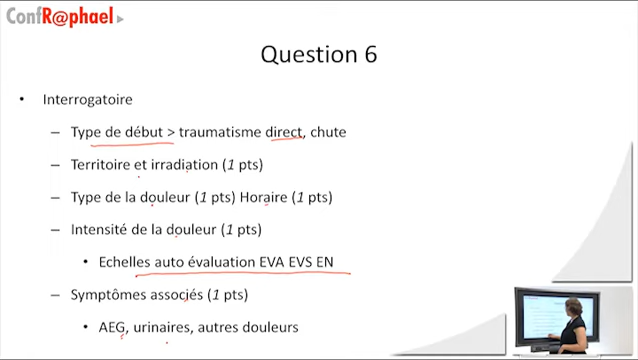 ConfR@phael
Question 6
• Interrogatoire
– Type de début > traumatisme direct, chute
– Territoire et irradiation (1 pts)
– Type de la douleur (1 pts) Horaire (1 pts)
– Intensité de la douleur (1 pts)
• Echelles auto évaluation EVA EVS EN
– Symptômes associés (1 pts)
• AEG, urinaires, autres douleurs